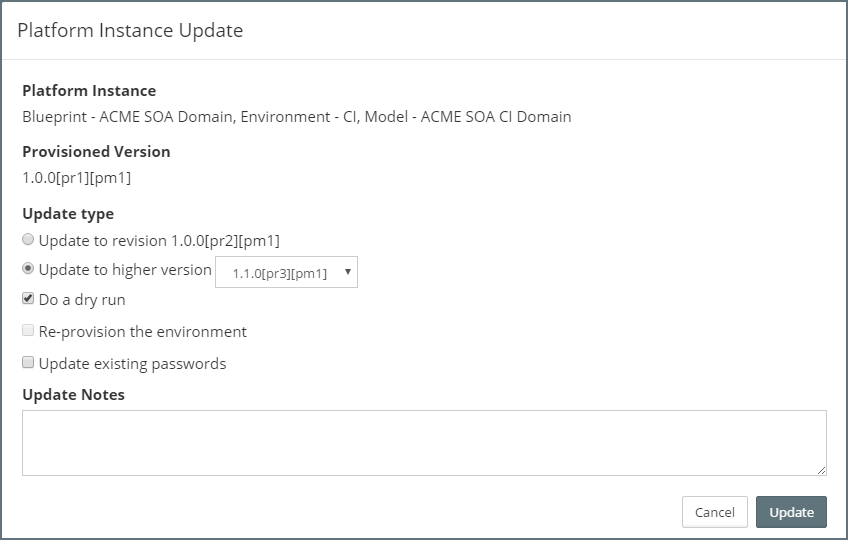 Platform Instance Update
Platform Instance
Blueprint - ACME SOA Domain, Environment - CI, Model - ACME SOA CI Domain
Provisioned Version
1.0.0[pr1][pm1]
Update type
Update to revision 1.0.0[pr2][pm1]
Update to higher version 1.1.0[pr3][pm1]
Do a dry run
Re-provision the environment
Update existing passwords
Update Notes
Cancel Update